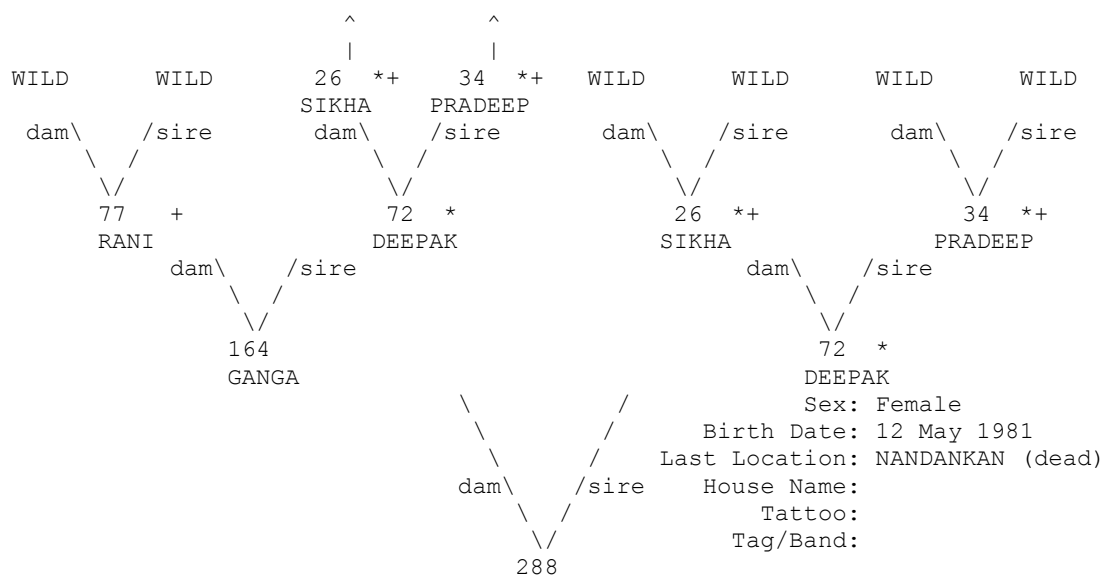 ^ ^
| |
WILD WILD 26 *+ 34 *+ WILD WILD WILD WILD
SIKHA PRADEEP
dam\ /sire dam\ /sire dam\ /sire dam\ /sire
\ / \ / \ / \ /
\/ \/ \/ \/
77 + 72 * 26 *+ 34 *+
RANI DEEPAK SIKHA PRADEEP
dam\ /sire dam\ /sire
\ / \ /
\/ \/
164 72 *
GANGA DEEPAK
\ / Sex: Female
\ / Birth Date: 12 May 1981
\ / Last Location: NANDANKAN (dead)
dam\ /sire House Name:
\ / Tattoo:
\/ Tag/Band:
288